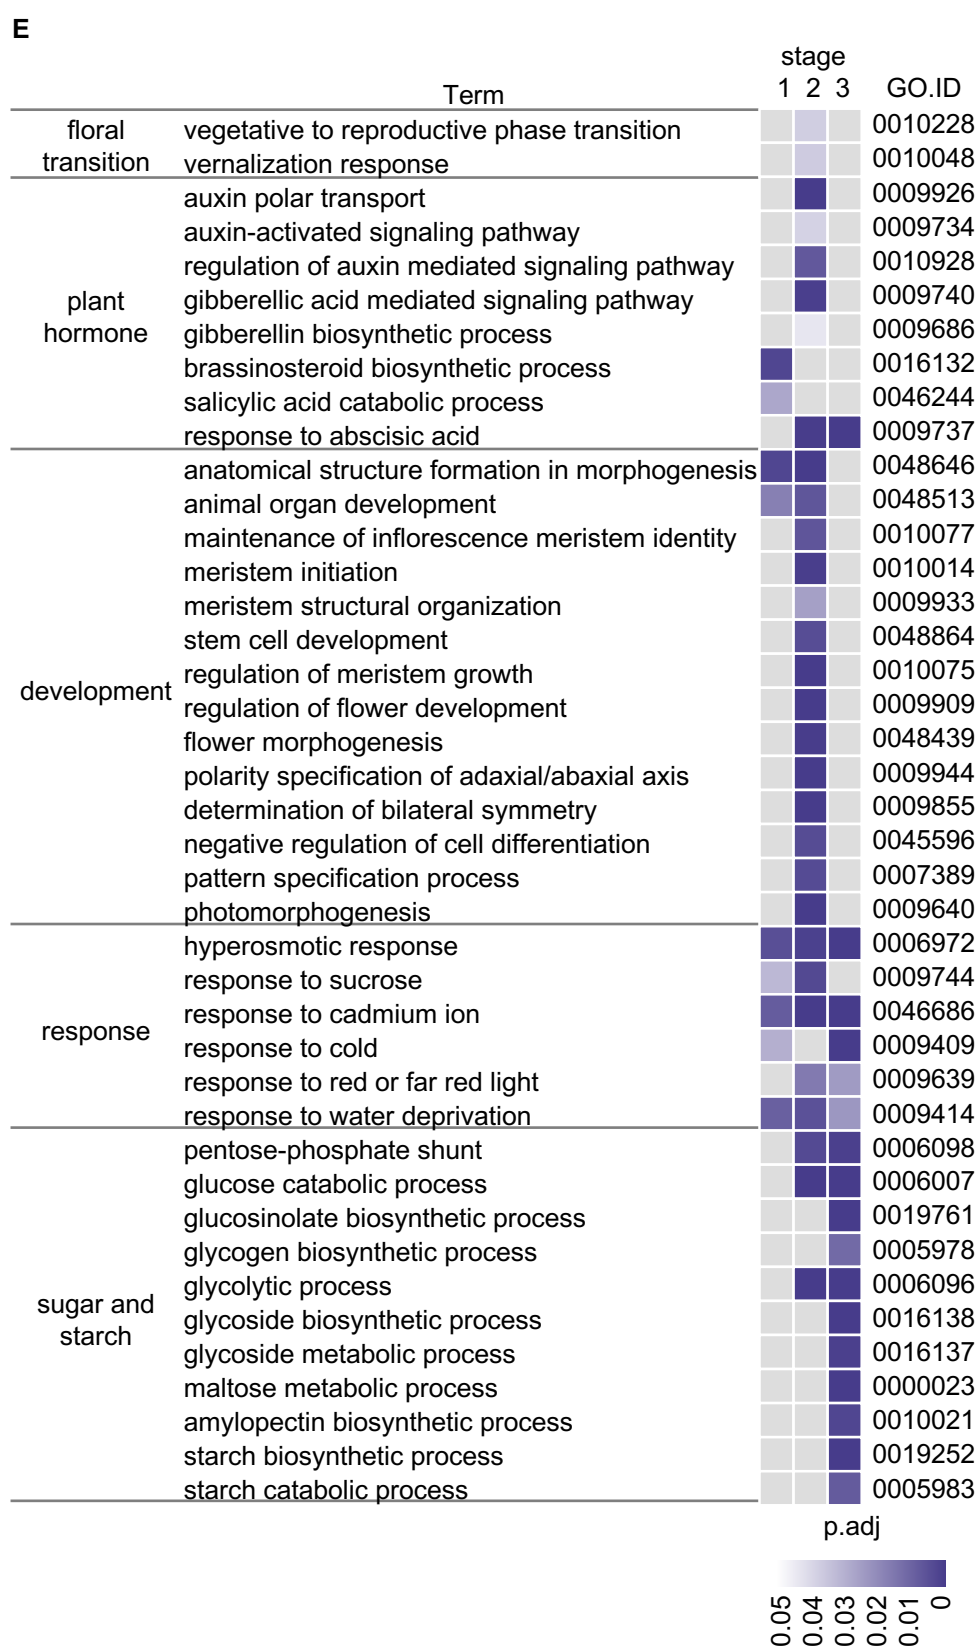 E
stage
Term 1 2 3 GO.ID
floral transition
vegetative to reproductive phase transition 0010228
vernalization response 0010048
plant hormone
auxin polar transport 0009926
auxin-activated signaling pathway 0009734
regulation of auxin mediated signaling pathway 0010928
gibberellic acid mediated signaling pathway 0009740
gibberellin biosynthetic process 0009686
brassinosteroid biosynthetic process 0016132
salicylic acid catabolic process 0046244
response to abscisic acid 0009737
development
anatomical structure formation in morphogenesis 0048646
animal organ development 0048513
maintenance of inflorescence meristem identity 0010077
meristem initiation 0010014
meristem structural organization 0009933
stem cell development 0048864
regulation of meristem growth 0010075
regulation of flower development 0009909
flower morphogenesis 0048439
polarity specification of adaxial/abaxial axis 0009944
determination of bilateral symmetry 0009855
negative regulation of cell differentiation 0045596
pattern specification process 0007389
photomorphogenesis 0009640
response
hyperosmotic response 0006972
response to sucrose 0009744
response to cadmium ion 0046686
response to cold 0009409
response to red or far red light 0009639
response to water deprivation 0009414
sugar and starch
pentose-phosphate shunt 0006098
glucose catabolic process 0006007
glucosinolate biosynthetic process 0019761
glycogen biosynthetic process 0005978
glycolytic process 0006096
glycoside biosynthetic process 0016138
glycoside metabolic process 0016137
maltose metabolic process 0000023
amylopectin biosynthetic process 0010021
starch biosynthetic process 0019252
starch catabolic process 0005983
p.adj
0.05 0.04 0.03 0.02 0.01 0